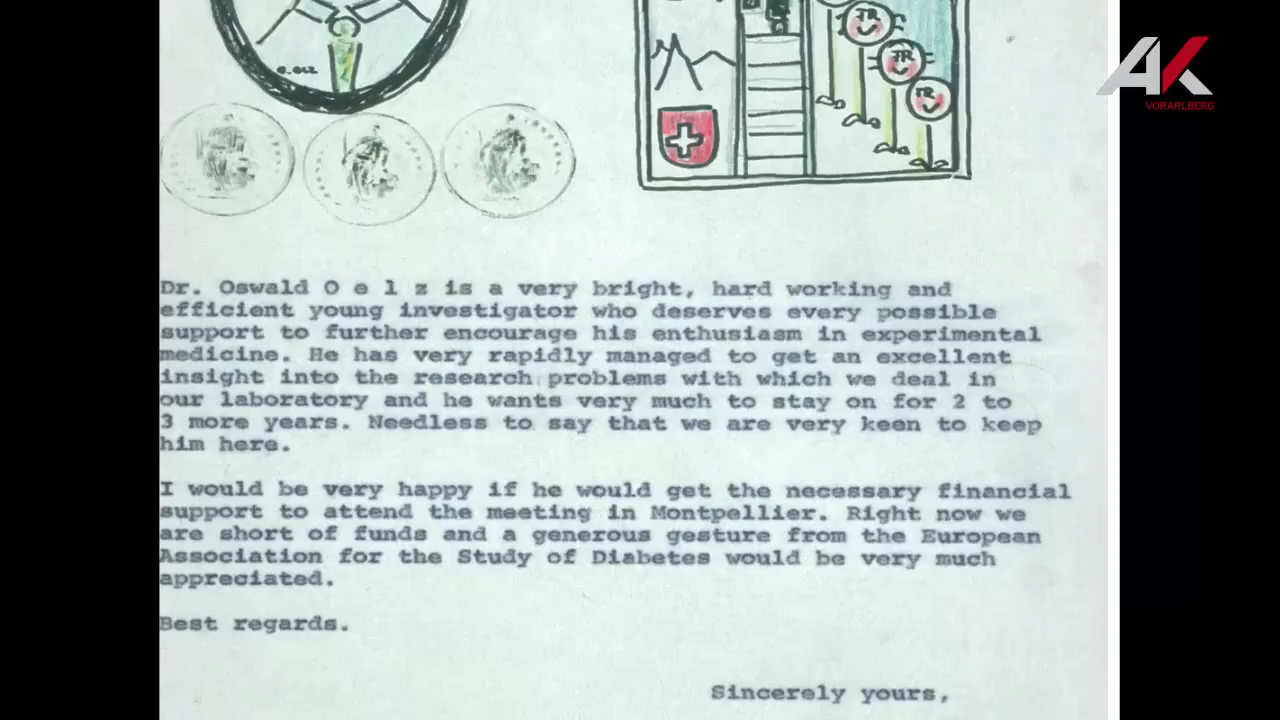 O.OLZ
JR
JR
JR
AK
VORARLBERG
Dr. Oswald O e l z is a very bright, hard working and
efficient young investigator who deserves every possible
support to further encourage his enthusiasm in experimental
medicine. He has very rapidly managed to get an excellent
insight into the research problems with which we deal in
our laboratory and he wants very much to stay on for 2 to
3 more years. Needless to say that we are very keen to keep
him here.
I would be very happy if he would get the necessary financial
support to attend the meeting in Montpellier. Right now we
are short of funds and a generous gesture from the European
Association for the Study of Diabetes would be very much
appreciated.
Best regards.
Sincerely yours,